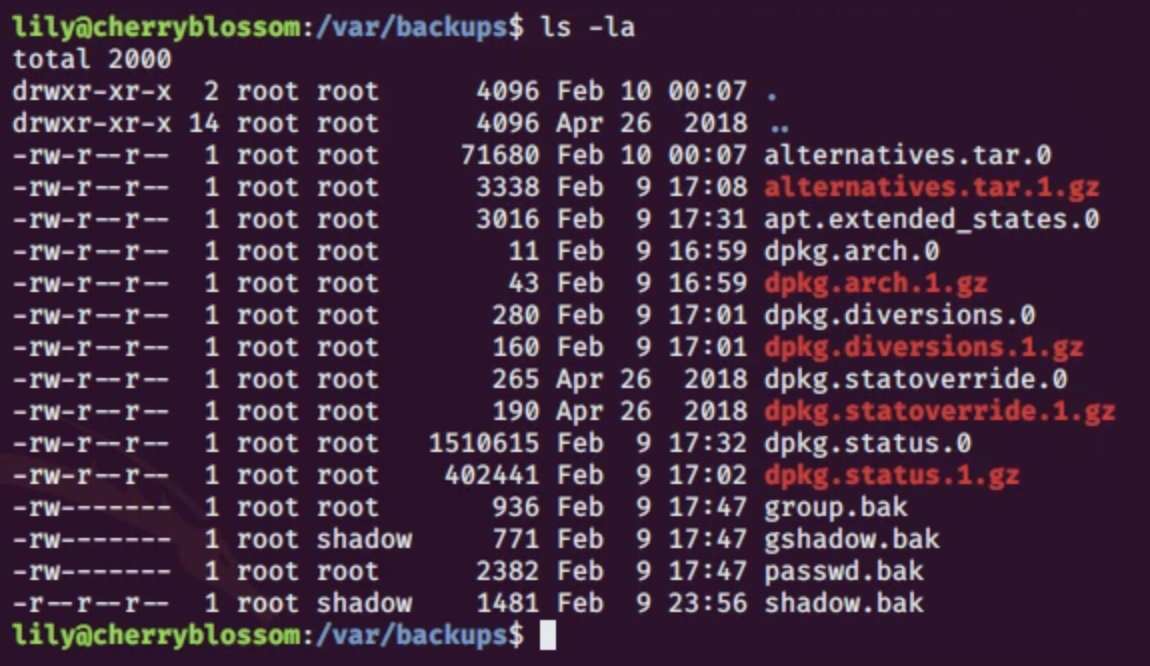 lily@cherryblossom:/var/backups$ ls -la
total 2000
drwxr-xr-x  2 root root      4096 Feb 10 00:07 .
drwxr-xr-x 14 root root      4096 Apr 26  2018 ..
-rw-r--r--  1 root root     71680 Feb 10 00:07 alternatives.tar.0
-rw-r--r--  1 root root      3338 Feb  9 17:08 alternatives.tar.1.gz
-rw-r--r--  1 root root      3016 Feb  9 17:31 apt.extended_states.0
-rw-r--r--  1 root root        11 Feb  9 16:59 dpkg.arch.0
-rw-r--r--  1 root root        43 Feb  9 16:59 dpkg.arch.1.gz
-rw-r--r--  1 root root       280 Feb  9 17:01 dpkg.diversions.0
-rw-r--r--  1 root root       160 Feb  9 17:01 dpkg.diversions.1.gz
-rw-r--r--  1 root root       265 Apr 26  2018 dpkg.statoverride.0
-rw-r--r--  1 root root       190 Apr 26  2018 dpkg.statoverride.1.gz
-rw-r--r--  1 root root   1510615 Feb  9 17:32 dpkg.status.0
-rw-r--r--  1 root root    402441 Feb  9 17:02 dpkg.status.1.gz
-rw-------  1 root root       936 Feb  9 17:47 group.bak
-rw-------  1 root shadow     771 Feb  9 17:47 gshadow.bak
-rw-------  1 root root      2382 Feb  9 17:47 passwd.bak
-r--r--r--  1 root shadow    1481 Feb  9 23:56 shadow.bak
lily@cherryblossom:/var/backups$